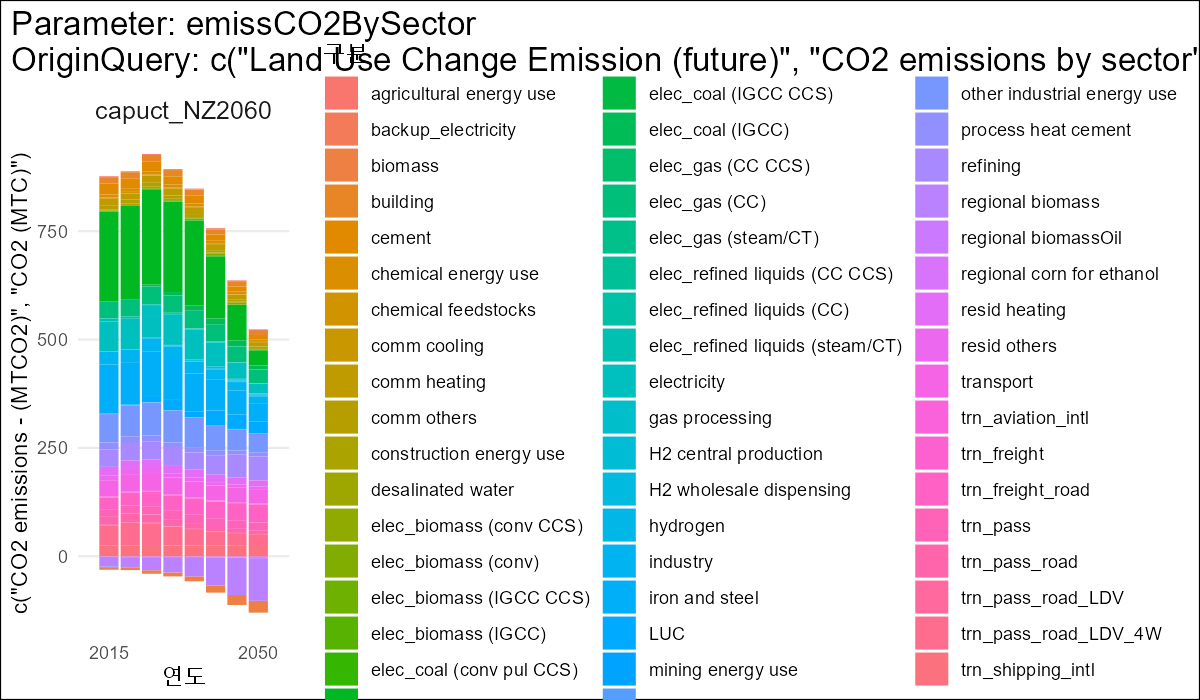 Parameter: emissCO2BySector
OriginQuery: c("Land Use Change Emission (future)", "CO2 emissions by sector"
구분
capuct_NZ2060
c("CO2 emissions - (MTCO2)", "CO2 (MTC)")
750
500
250
0
2015
2050
연도
agricultural energy use
backup_electricity
biomass
building
cement
chemical energy use
chemical feedstocks
comm cooling
comm heating
comm others
construction energy use
desalinated water
elec_biomass (conv CCS)
elec_biomass (conv)
elec_biomass (IGCC CCS)
elec_biomass (IGCC)
elec_coal (conv pul CCS)
elec_coal (IGCC CCS)
elec_coal (IGCC)
elec_gas (CC CCS)
elec_gas (CC)
elec_gas (steam/CT)
elec_refined liquids (CC CCS)
elec_refined liquids (CC)
elec_refined liquids (steam/CT)
electricity
gas processing
H2 central production
H2 wholesale dispensing
hydrogen
industry
iron and steel
LUC
mining energy use
other industrial energy use
process heat cement
refining
regional biomass
regional biomassOil
regional corn for ethanol
resid heating
resid others
transport
trn_aviation_intl
trn_freight
trn_freight_road
trn_pass
trn_pass_road
trn_pass_road_LDV
trn_pass_road_LDV_4W
trn_shipping_intl